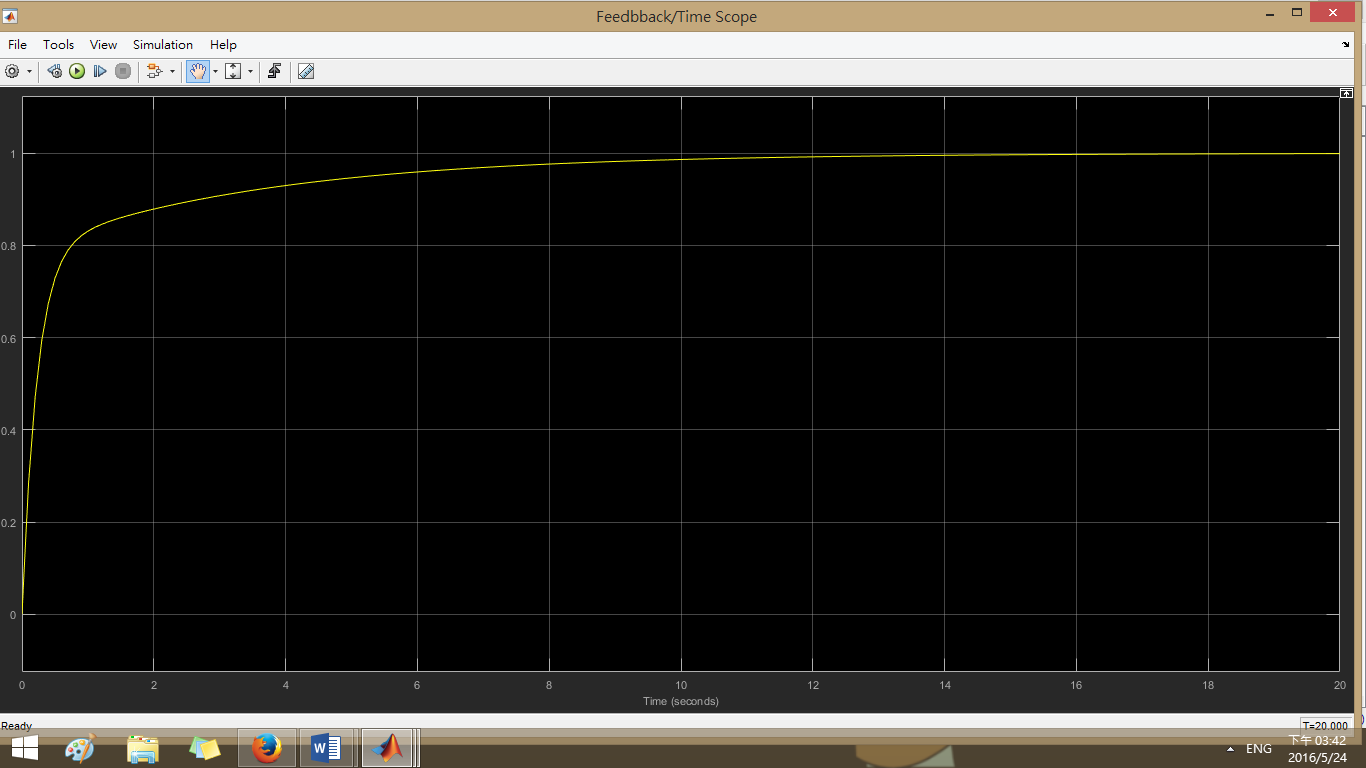 Feedbback/Time Scope
File Tools View Simulation Help
1
0.8
0.6
0.4
0.2
0
0 2 4 6 8 10 12 14 16 18 20
Time (seconds)
Ready
T=20.000
ENG
下午 03:42
2016/5/24